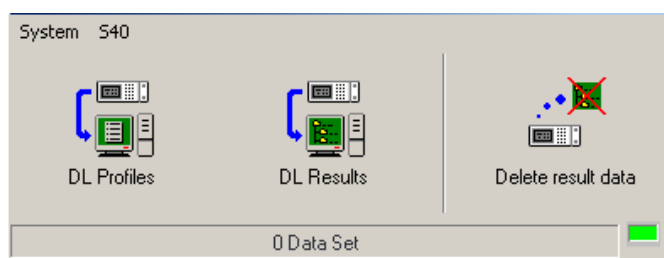 System S40
DL Profiles DL Results Delete result data
0 Data Set